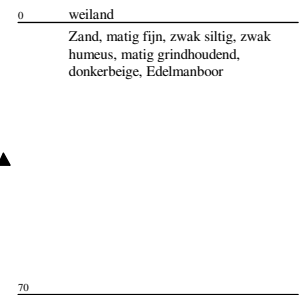 0 weiland
Zand, matig fijn, zwak siltig, zwak
humeus, matig grindhoudend,
donkerbeige, Edelmanboor
70